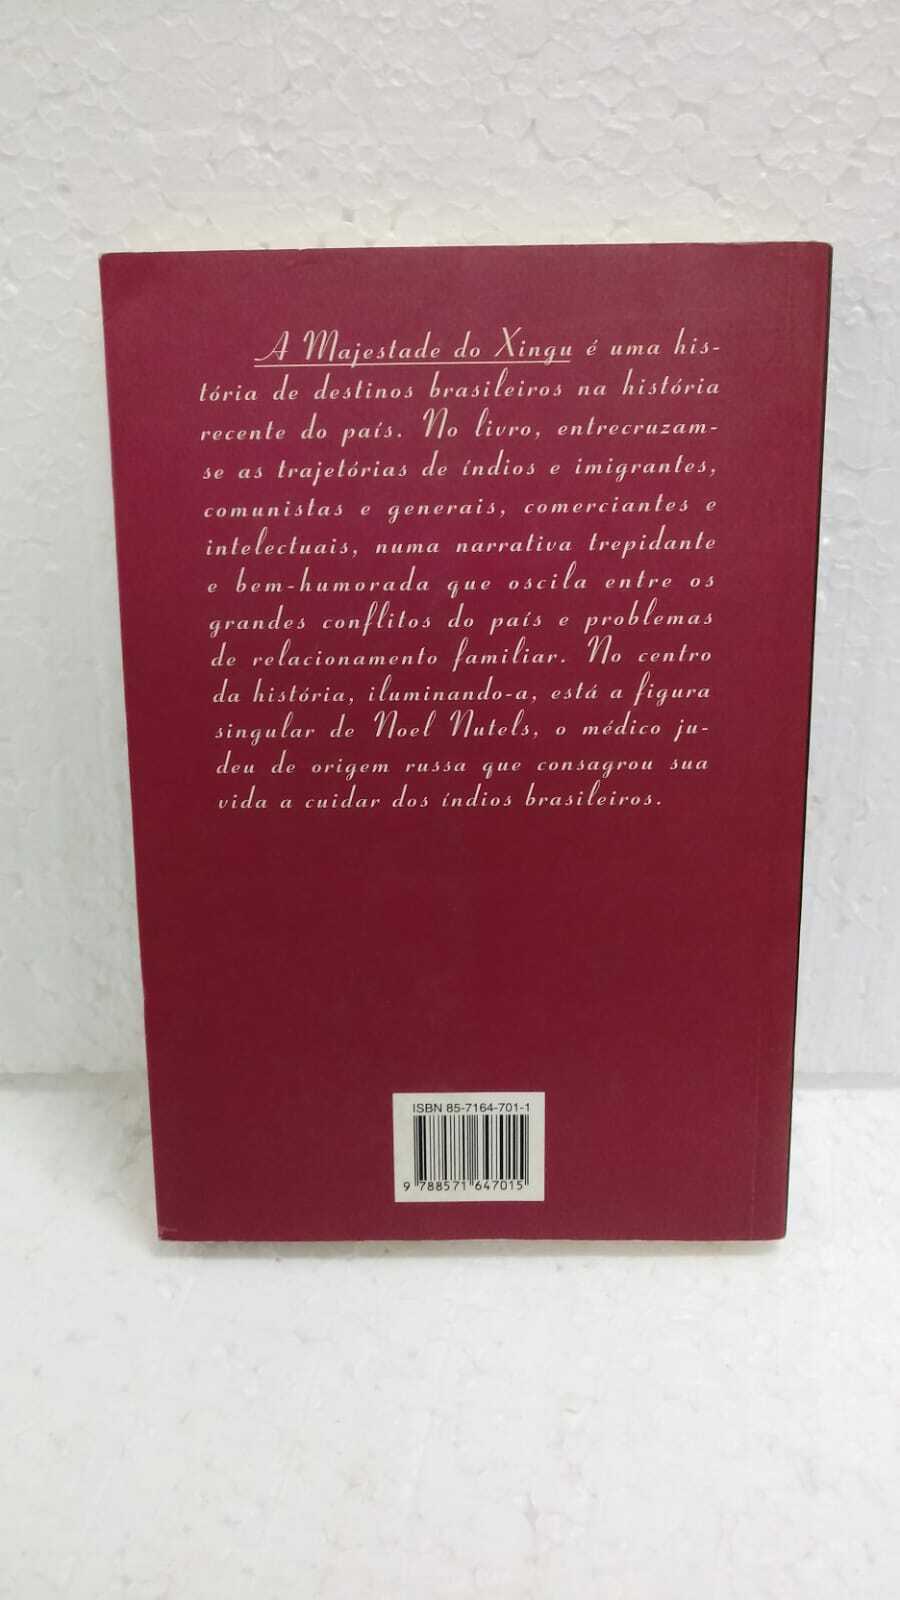 A Majestade do Xingu é uma his-
tória de destinos brasileiros na história
recente do país. No livro, entrecruzam-
se as trajetórias de índios e imigrantes,
comunistas e generais, comerciantes e
intelectuais, numa narrativa trepidante
e bem-humorada que oscila entre os
grandes conflitos do país e problemas
de relacionamento familiar. No centro
da história, iluminando-a, está a figura
singular de Noel Nutels, o médico ju-
deu de origem russa que consagrou sua
vida a cuidar dos índios brasileiros.
ISBN 85-7164-701-1
9 788571 647015